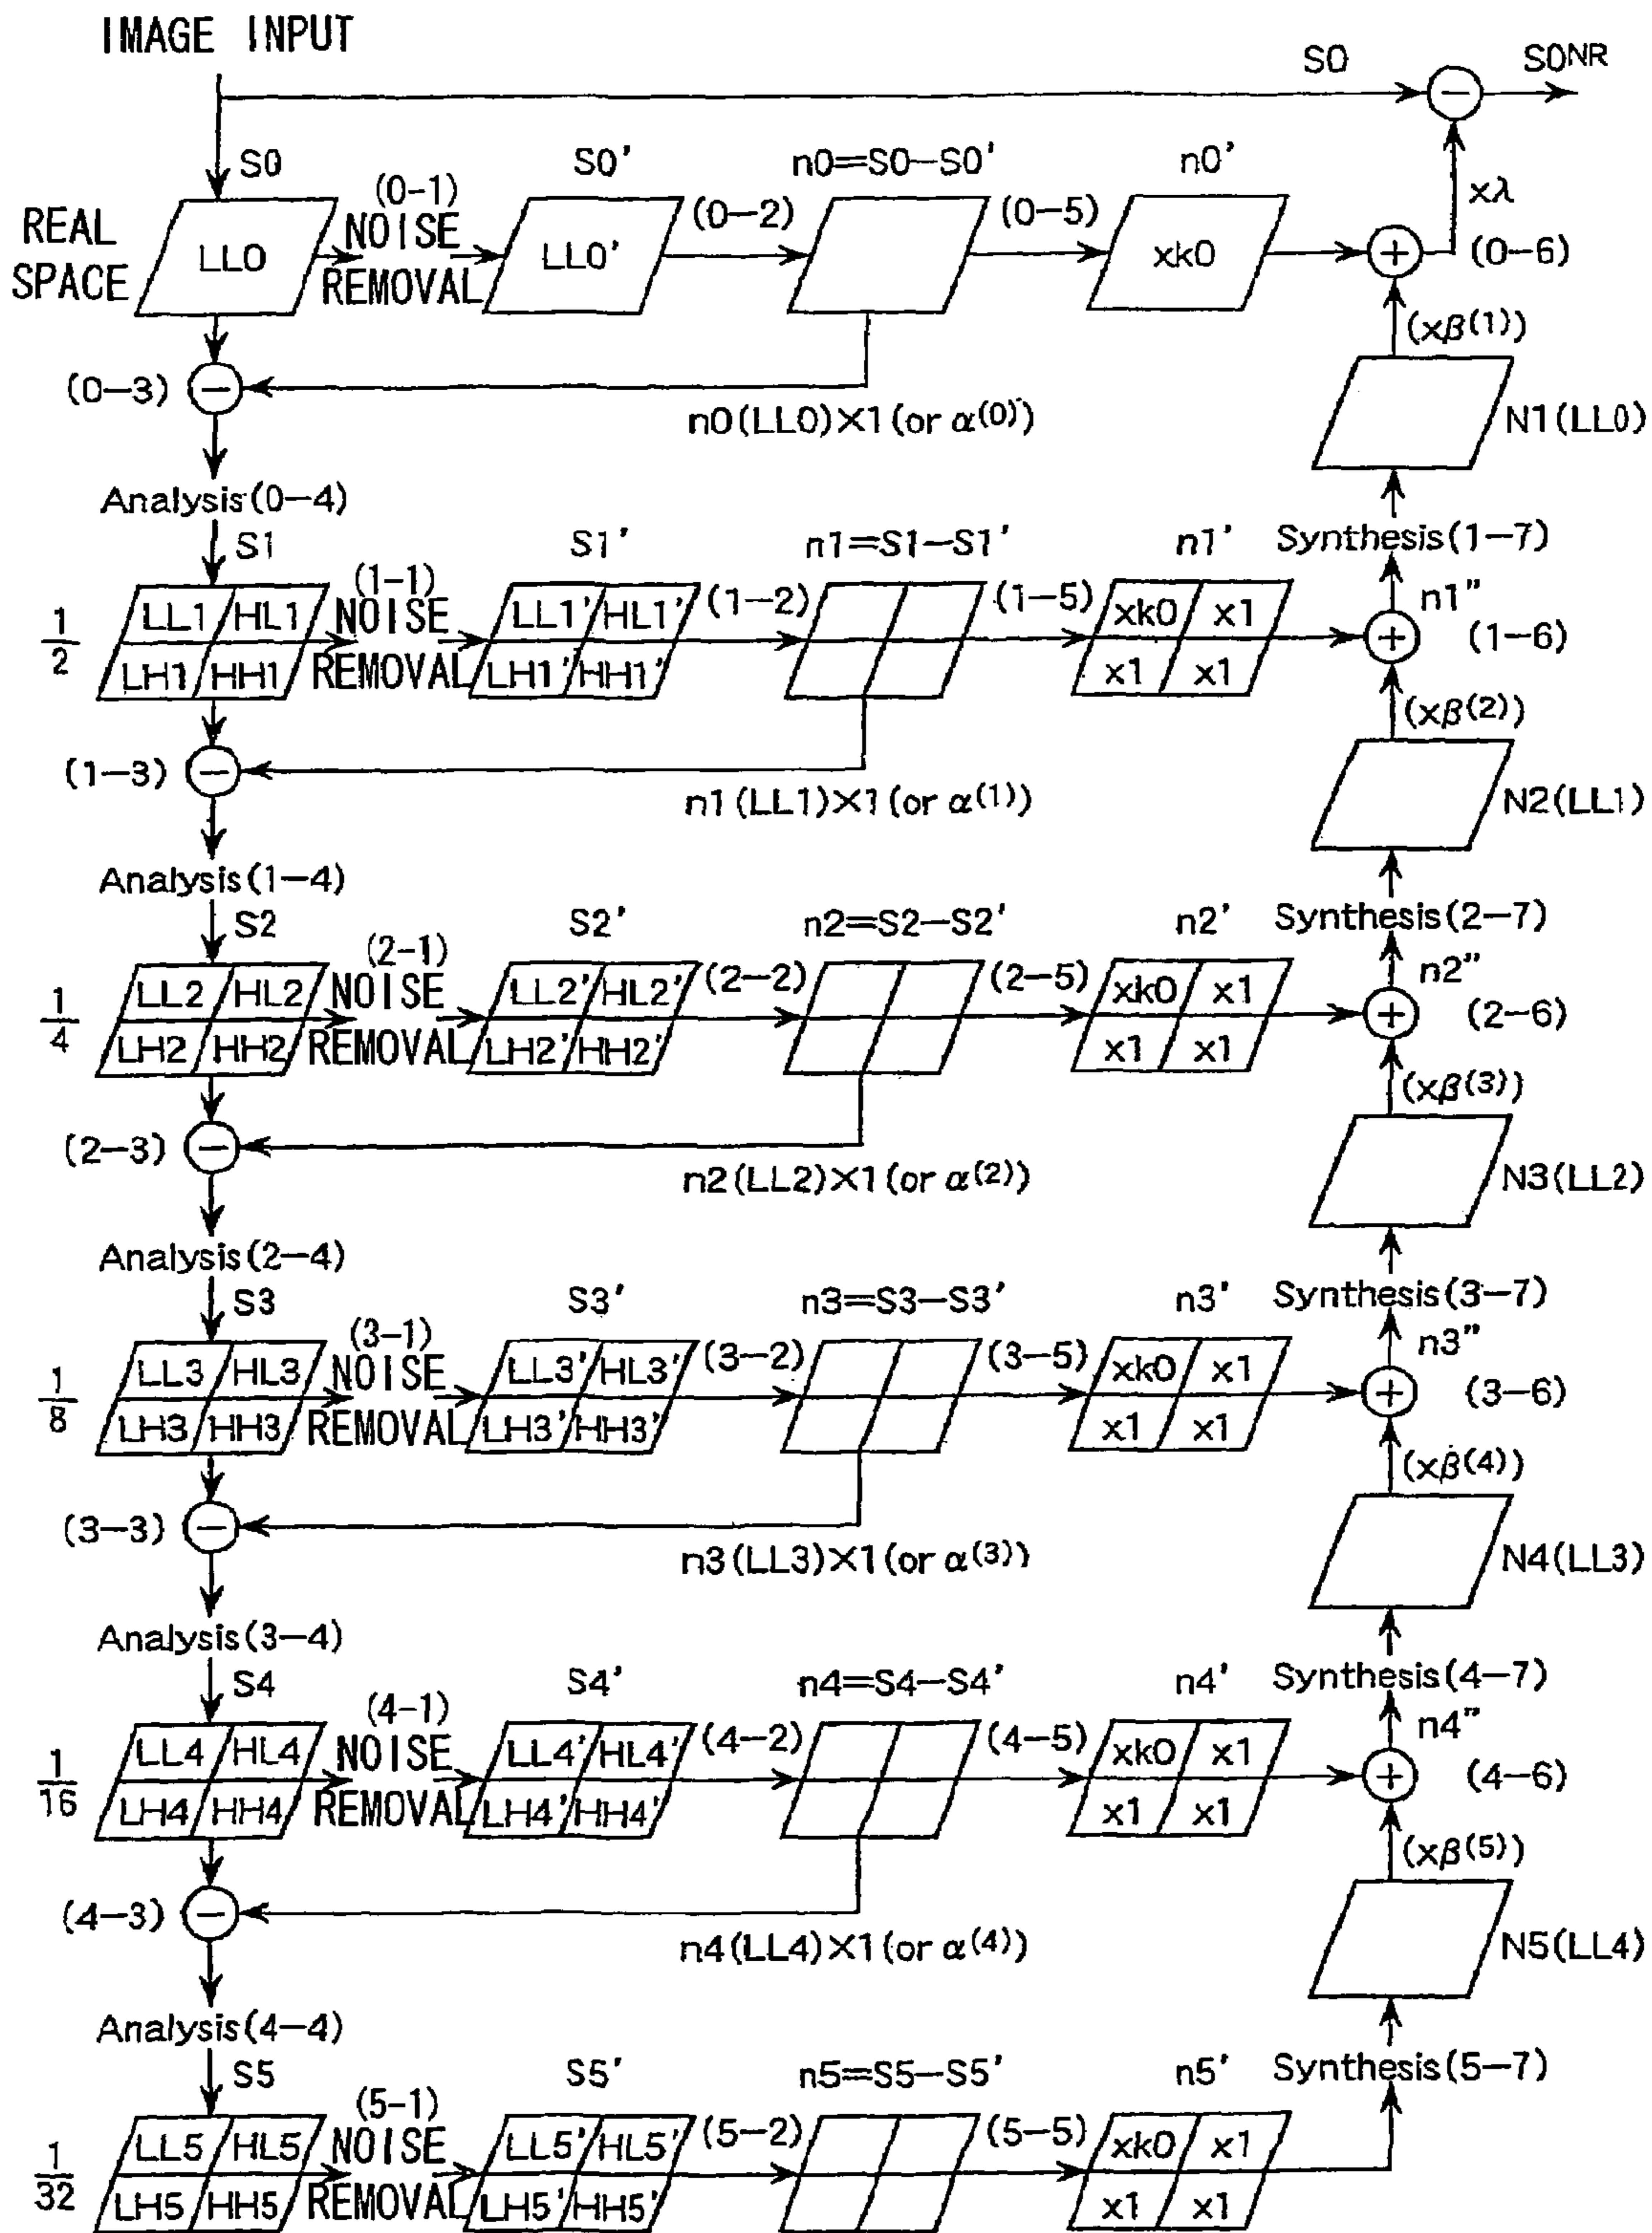 IMAGE INPUT
S0
S0NR
S0
S0'
n0=S0-S0'
n0'
(0-1)
(0-2)
(0-5)
xλ
REAL SPACE
LL0
NOISE REMOVAL
LL0'
xk0
(0-6)
(xβ(1))
(0-3)
n0(LL0)×1(or α(0))
N1(LL0)
Analysis(0-4)
S1
S1'
n1=S1-S1'
n1'
Synthesis(1-7)
(1-1)
n1"
1/2
LL1 HL1
NOISE
LL1' HL1'
(1-2)
(1-5)
xk0 x1
(1-6)
LH1 HH1
REMOVAL
LH1' HH1'
x1 x1
(xβ(2))
(1-3)
n1(LL1)×1(or α(1))
N2(LL1)
Analysis(1-4)
S2
S2'
n2=S2-S2'
n2'
Synthesis(2-7)
(2-1)
n2"
1/4
LL2 HL2
NOISE
LL2' HL2'
(2-2)
(2-5)
xk0 x1
(2-6)
LH2 HH2
REMOVAL
LH2' HH2'
x1 x1
(xβ(3))
(2-3)
n2(LL2)×1(or α(2))
N3(LL2)
Analysis(2-4)
S3
S3'
n3=S3-S3'
n3'
Synthesis(3-7)
(3-1)
n3"
1/8
LL3 HL3
NOISE
LL3' HL3'
(3-2)
(3-5)
xk0 x1
(3-6)
LH3 HH3
REMOVAL
LH3' HH3'
x1 x1
(xβ(4))
(3-3)
n3(LL3)×1(or α(3))
N4(LL3)
Analysis(3-4)
S4
S4'
n4=S4-S4'
n4'
Synthesis(4-7)
(4-1)
n4"
1/16
LL4 HL4
NOISE
LL4' HL4'
(4-2)
(4-5)
xk0 x1
(4-6)
LH4 HH4
REMOVAL
LH4' HH4'
x1 x1
(xβ(5))
(4-3)
n4(LL4)×1(or α(4))
N5(LL4)
Analysis(4-4)
S5
S5'
n5=S5-S5'
n5'
Synthesis(5-7)
(5-1)
1/32
LL5 HL5
NOISE
LL5' HL5'
(5-2)
(5-5)
xk0 x1
LH5 HH5
REMOVAL
LH5' HH5'
x1 x1